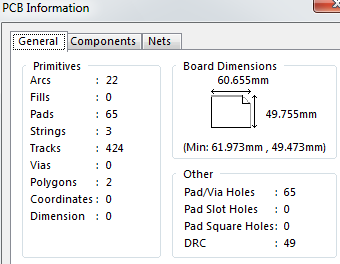 PCB Information
General Components Nets
Primitives
Arcs : 22
Fills : 0
Pads : 65
Strings : 3
Tracks : 424
Vias : 0
Polygons : 2
Coordinates : 0
Dimension : 0
Board Dimensions
60.655mm
49.755mm
(Min: 61.973mm , 49.473mm)
Other
Pad/Via Holes : 65
Pad Slot Holes : 0
Pad Square Holes : 0
DRC : 49